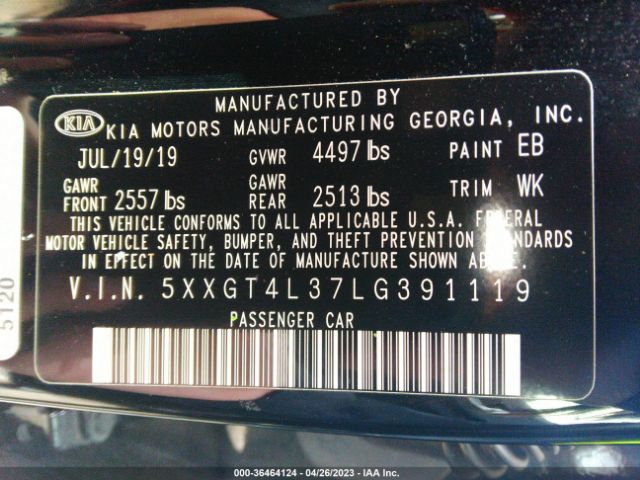 MANUFACTURED BY
KIA KIA MOTORS MANUFACTURING GEORGIA, INC.
JUL/19/19 GVWR 4497 lbs PAINT EB
GAWR FRONT 2557 lbs GAWR REAR 2513 lbs TRIM WK
THIS VEHICLE CONFORMS TO ALL APPLICABLE U.S.A. FEDERAL
MOTOR VEHICLE SAFETY, BUMPER, AND THEFT PREVENTION STANDARDS
IN EFFECT ON THE DATE OF MANUFACTURE SHOWN ABOVE.
V.I.N. 5XXGT4L37LG391119
PASSENGER CAR
5120
000-36464124 - 04/26/2023 - IAA Inc.